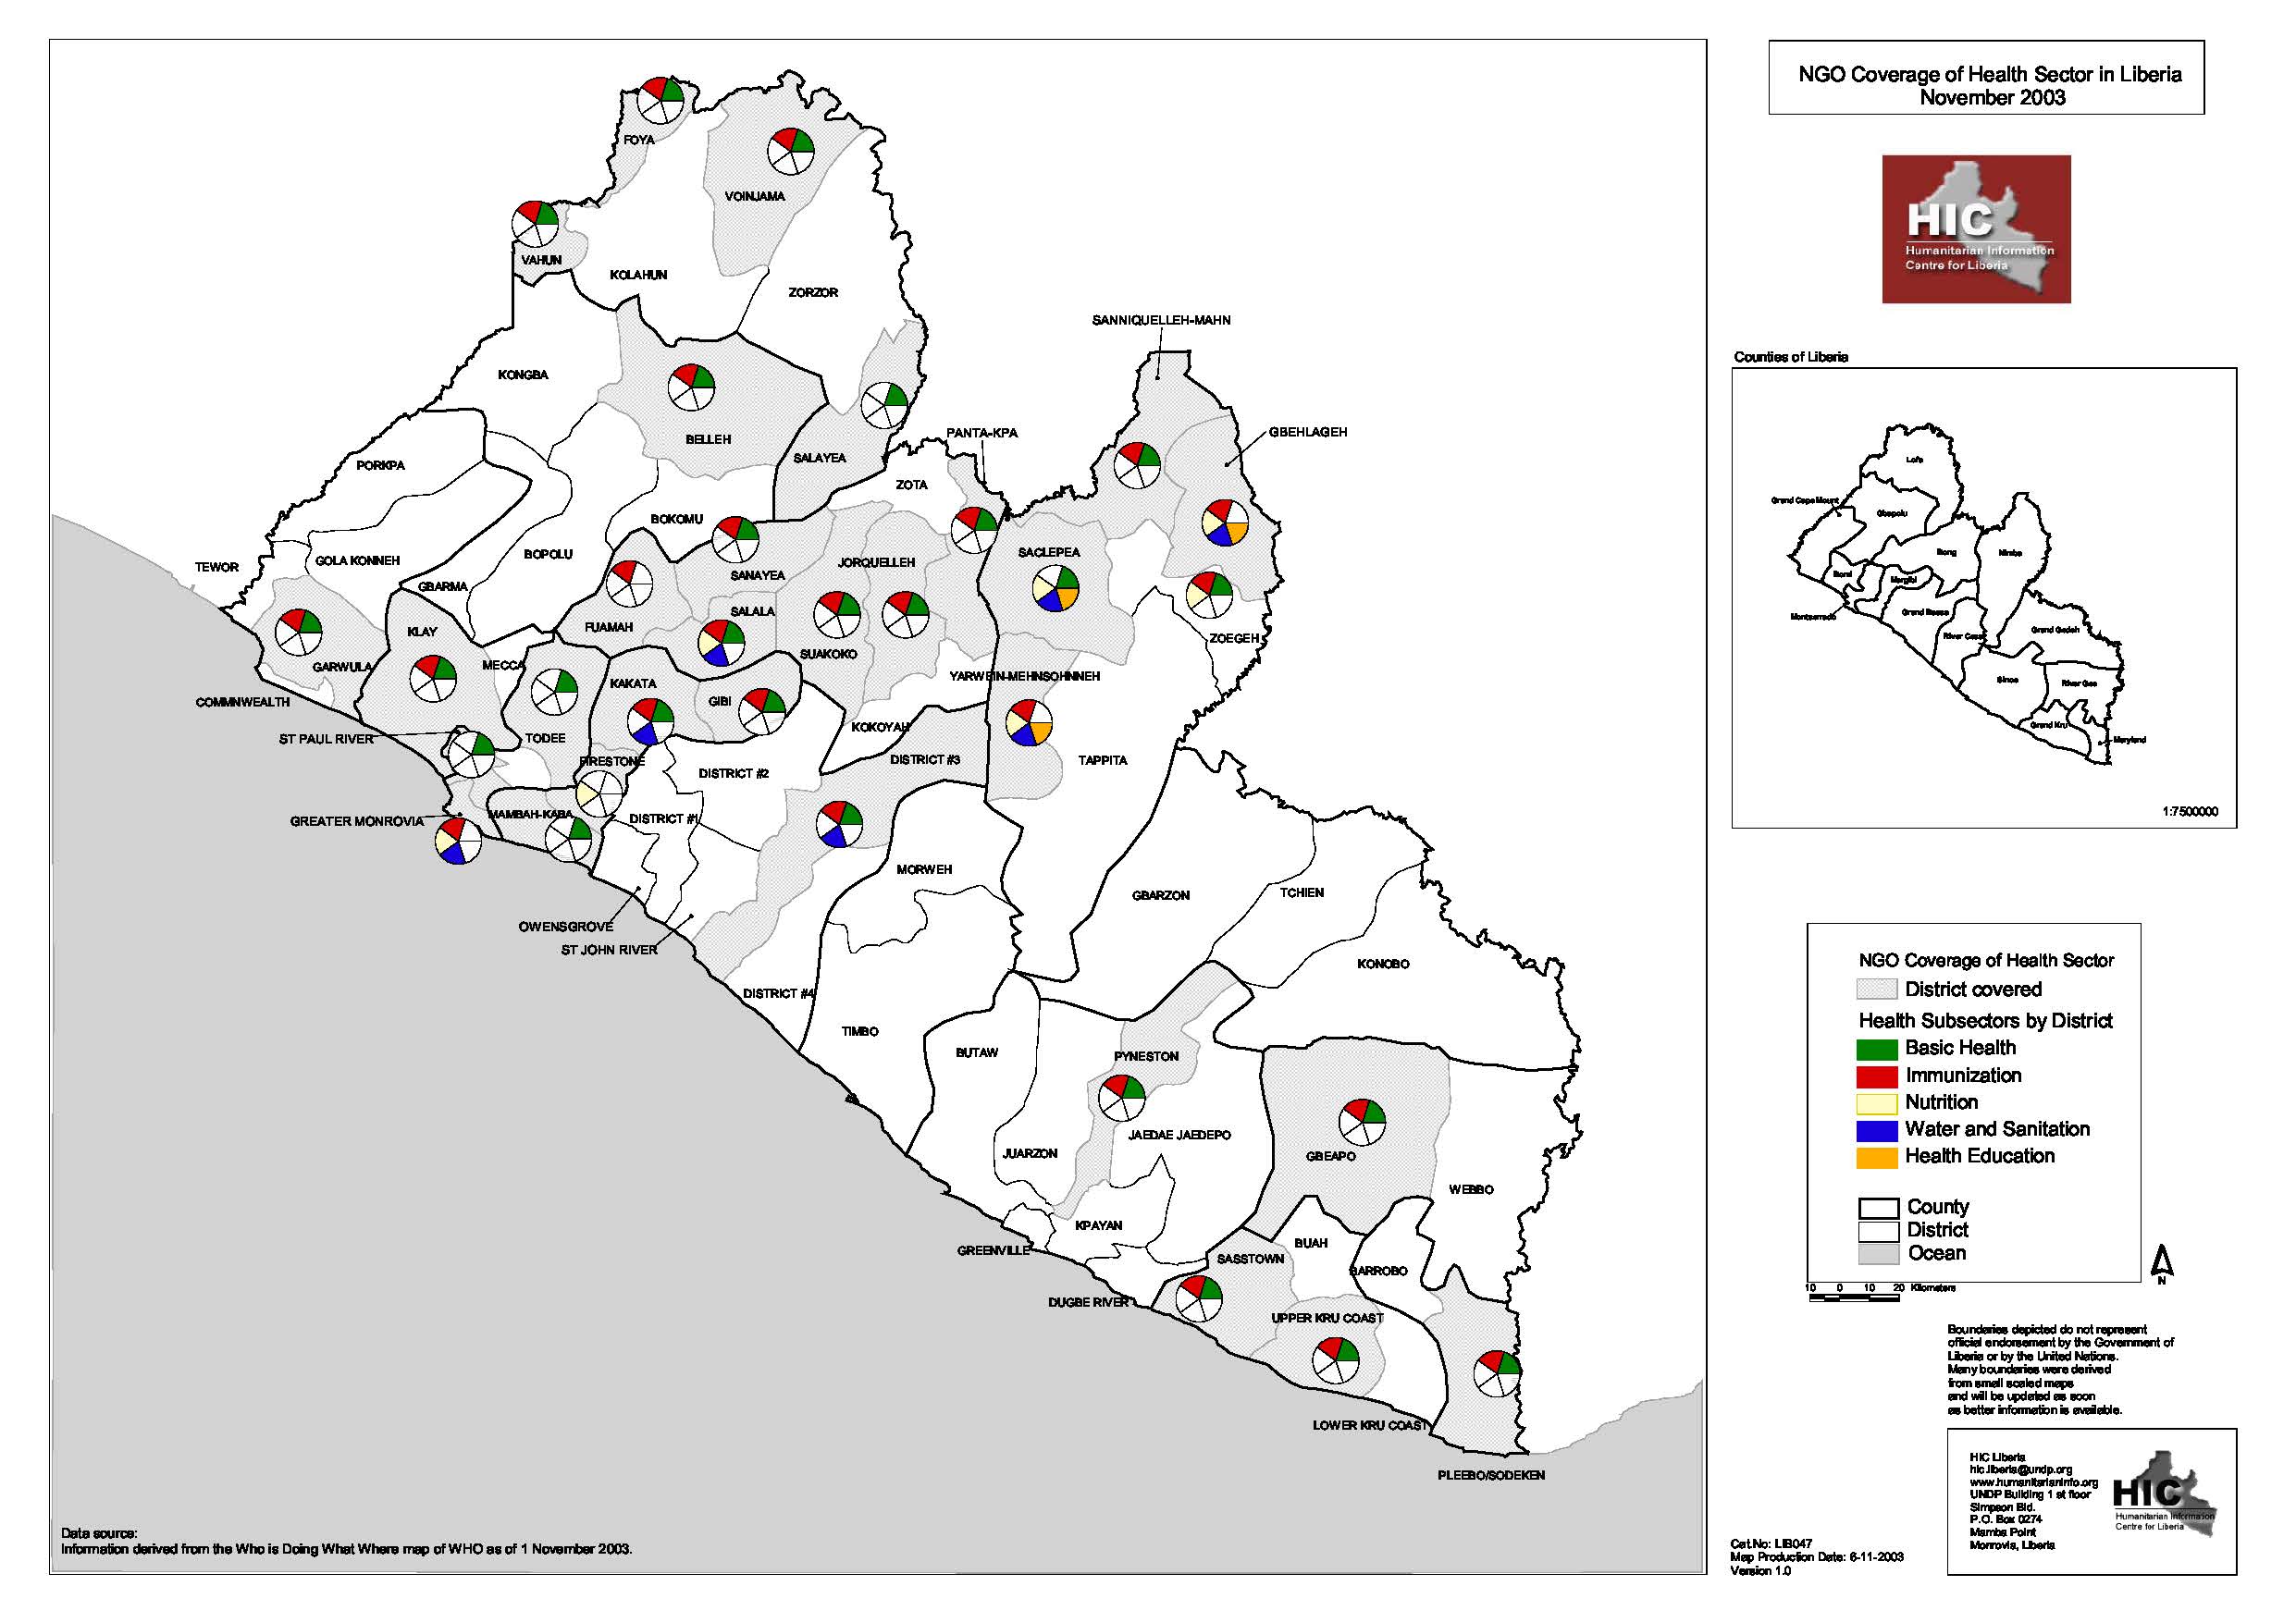 NGO Coverage of Health Sector in Liberia
November 2003
HIC
Humanitarian Information
Centre for Liberia
FOYA
VOINJAMA
VAHUN
KOLAHUN
ZORZOR
SANNIQUELLEH-MAHN
KONGBA
PANTA-KPA
GBEHLAGEH
BELLEH
SALAYEA
PORKPA
ZOTA
BOKOMU
SACLEPEA
BOPOLU
GOLA KONNEH
JORQUELLEH
TEWOR
SANAYEA
GBARMA
SALALA
FUAMAH
KLAY
ZOEGEH
SUAKOKO
MECCA
GARWULA
YARWEIN-MEHNSOHNNEH
KAKATA
GIBI
COMMNWEALTH
KOKOYAH
ST PAUL RIVER
TODEE
FIRESTONE
DISTRICT #3
TAPPITA
DISTRICT #2
MAMBAH-KABA
DISTRICT #1
GREATER MONROVIA
MORWEH
GBARZON
TCHIEN
OWENSGROVE
ST JOHN RIVER
KONOBO
DISTRICT #4
TIMBO
BUTAW
PYNESTON
JAEDAE JAEDEPO
JUARZON
GBEAPO
WEBBO
KPAYAN
GREENVILLE
BUAH
SASSTOWN
BARROBO
DUGBE RIVER
UPPER KRU COAST
LOWER KRU COAST
PLEEBO/SODEKEN
Data source:
Information derived from the Who is Doing What Where map of WHO as of 1 November 2003.
Counties of Liberia
Lofa
Grand Cape Mount
Gbapolu
Bong
Nimba
Bomi
Margibi
Montserrado
Grand Bassa
River Cess
Grand Gedeh
Sinoe
River Gee
Grand Kru
Maryland
1:7500000
NGO Coverage of Health Sector
District covered
Health Subsectors by District
Basic Health
Immunization
Nutrition
Water and Sanitation
Health Education
County
District
Ocean
N
10 0 10 20 Kilometers
Boundaries depicted do not represent
official endorsement by the Government of
Liberia or by the United Nations.
Many boundaries were derived
from small scaled maps
and will be updated as soon
as better information is available.
HIC Liberia
hic.liberia@undp.org
www.humanitarianinfo.org
UNDP Building 1 st floor
Simpson Bld.
P.O. Box 0274
Mamba Point
Monrovia, Liberia
HIC
Humanitarian Information
Centre for Liberia
Cat.No: LIB047
Map Production Date: 6-11-2003
Version 1.0